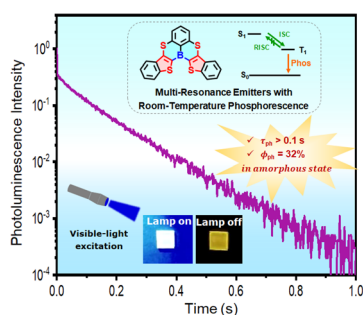 Photoluminescence Intensity
10⁰
10⁻¹
10⁻²
10⁻³
10⁻⁴
0.0 0.2 0.4 0.6 0.8 1.0
Time (s)
S S
B
S S
S₁ ISC
RISC T₁
Phos
S₀
Multi-Resonance Emitters with
Room-Temperature Phosphorescence
✓ τph > 0.1 s
✓ ϕph = 32%
in amorphous state
Visible-light
excitation
Lamp on
Lamp off